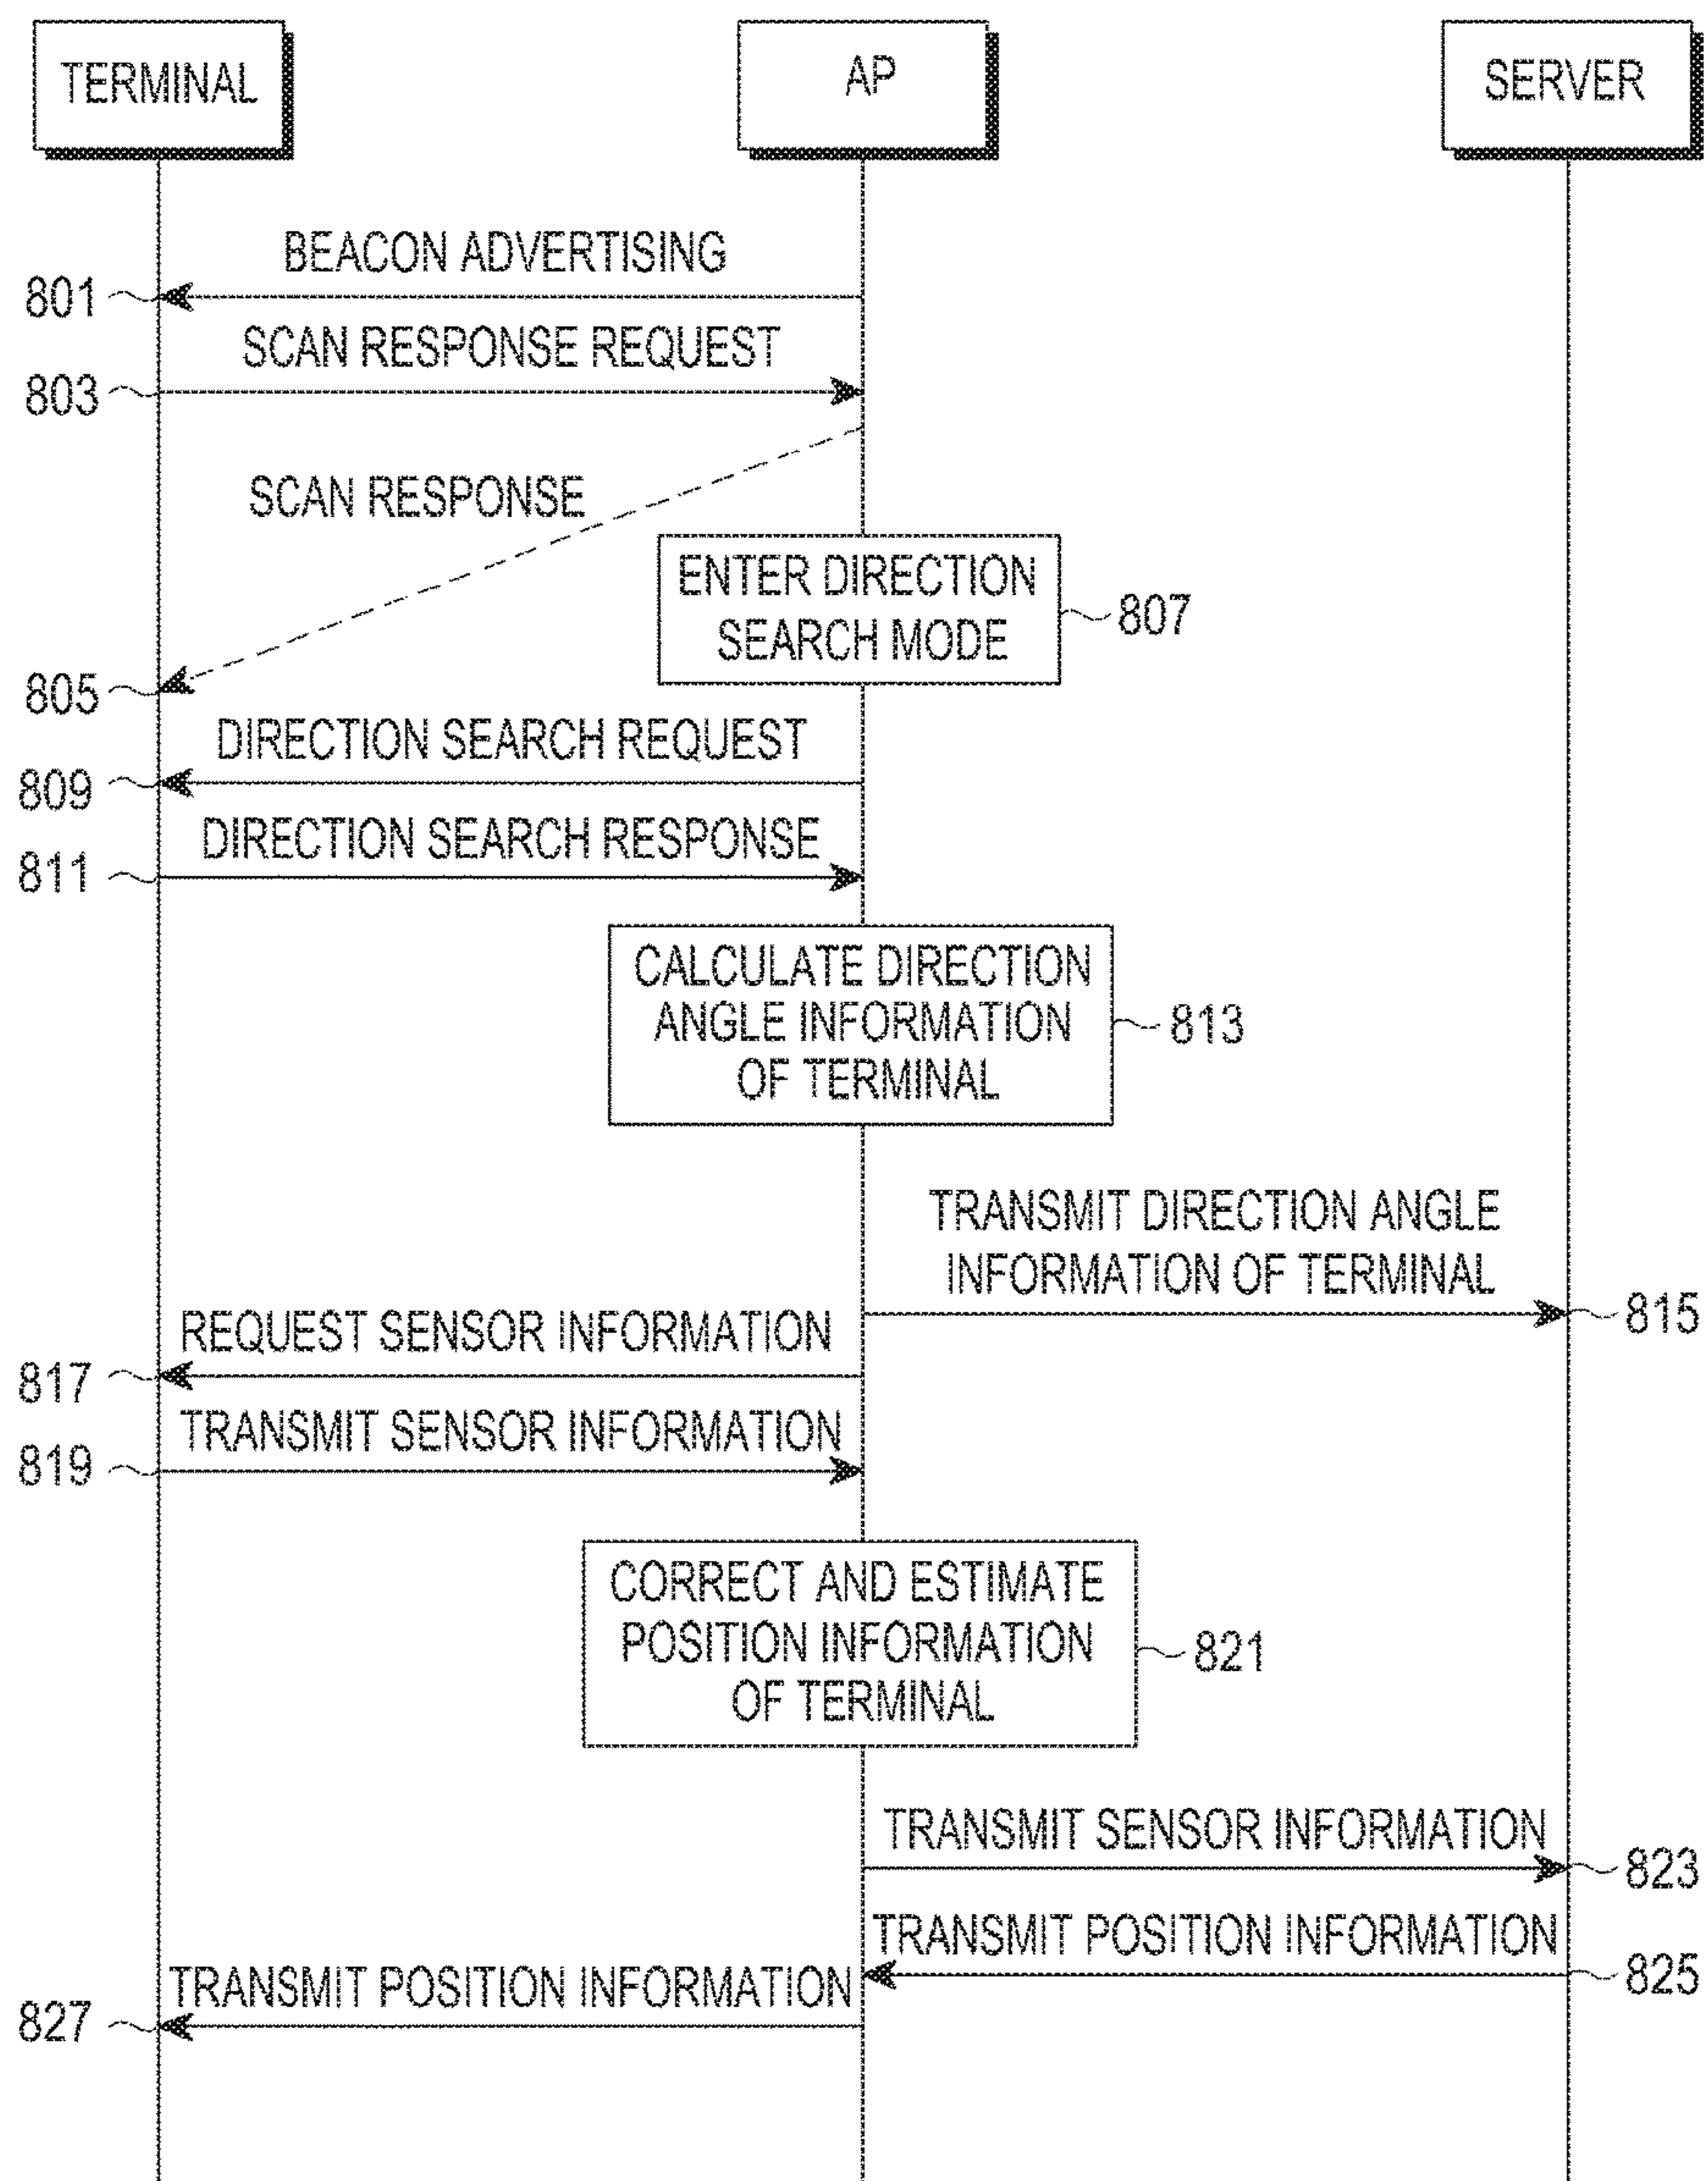 TERMINAL
AP
SERVER
BEACON ADVERTISING
801
SCAN RESPONSE REQUEST
803
SCAN RESPONSE
ENTER DIRECTION
SEARCH MODE
807
805
DIRECTION SEARCH REQUEST
809
DIRECTION SEARCH RESPONSE
811
CALCULATE DIRECTION
ANGLE INFORMATION
OF TERMINAL
813
TRANSMIT DIRECTION ANGLE
INFORMATION OF TERMINAL
815
REQUEST SENSOR INFORMATION
817
TRANSMIT SENSOR INFORMATION
819
CORRECT AND ESTIMATE
POSITION INFORMATION
OF TERMINAL
821
TRANSMIT SENSOR INFORMATION
823
TRANSMIT POSITION INFORMATION
825
TRANSMIT POSITION INFORMATION
827